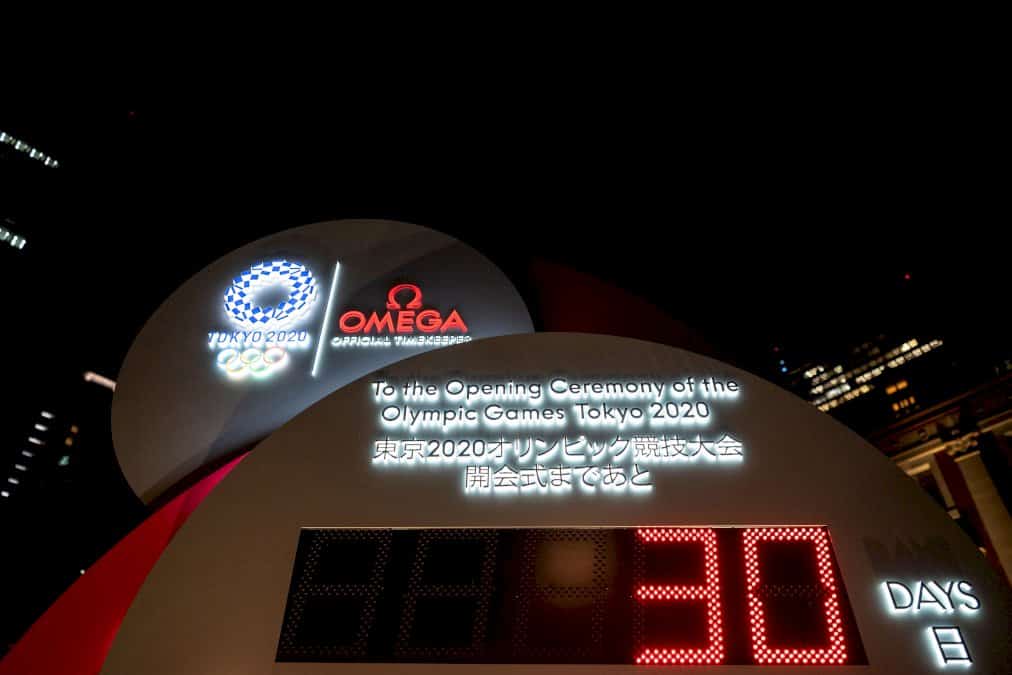 TOKYO 2020
Ω
OMEGA
OFFICIAL TIMEKEEPER
To the Opening Ceremony of the
Olympic Games Tokyo 2020
東京2020オリンピック競技大会
開会式まであと
30
DAYS
日